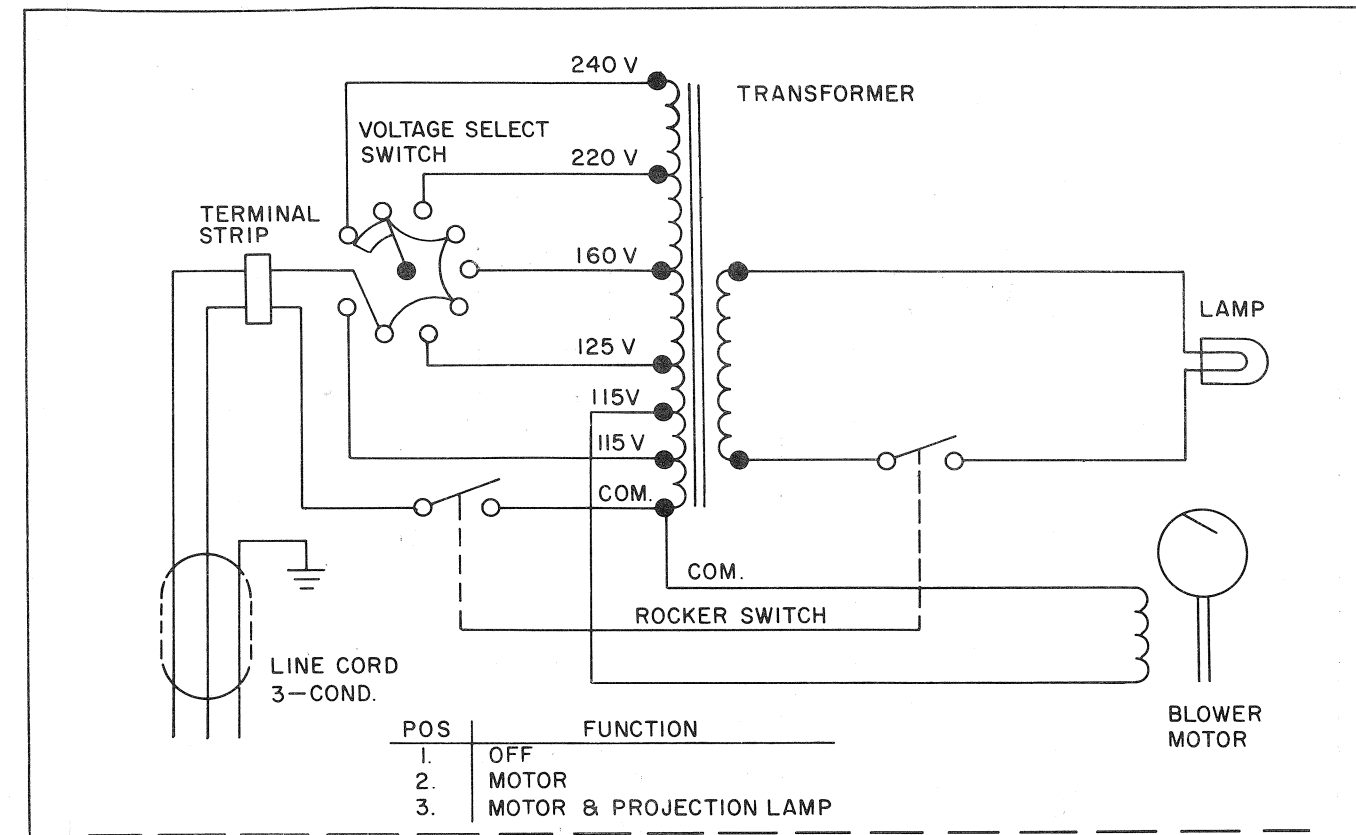 240 V
TRANSFORMER
VOLTAGE SELECT
SWITCH
220 V
TERMINAL
STRIP
160 V
LAMP
125 V
115V
115 V
COM.
COM.
ROCKER SWITCH
LINE CORD
3-COND.
BLOWER
MOTOR
POS FUNCTION
1. OFF
2. MOTOR
3. MOTOR & PROJECTION LAMP